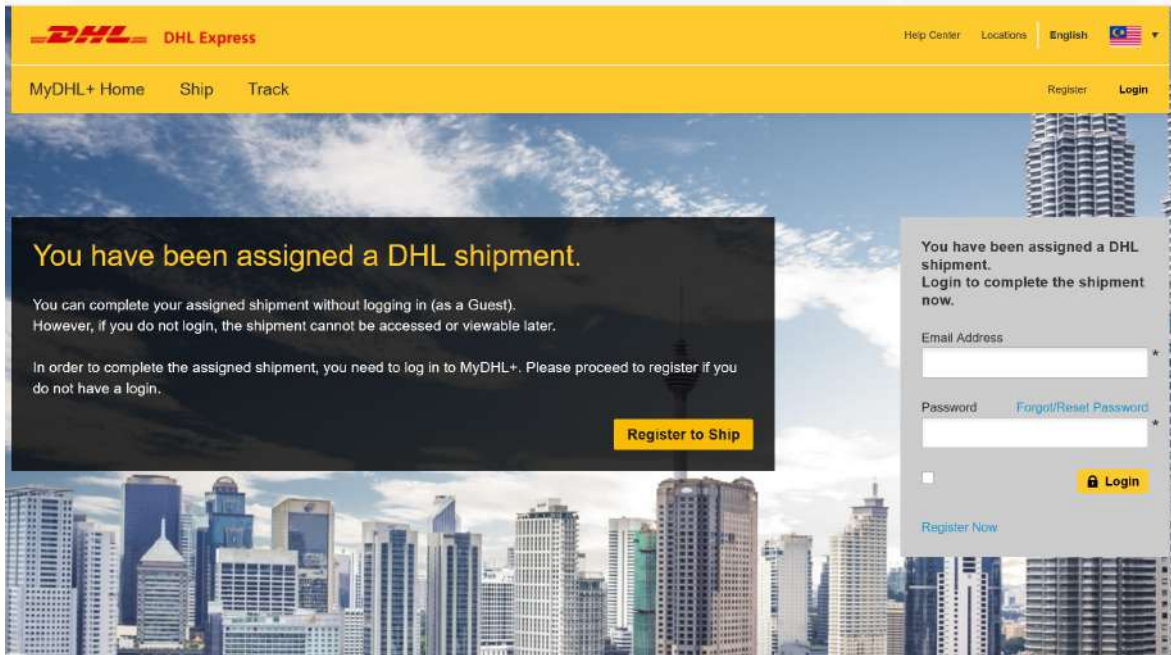 DHL DHL Express
Help Center Locations English
MyDHL+ Home Ship Track
Register Login
You have been assigned a DHL shipment.
You can complete your assigned shipment without logging in (as a Guest).
However, if you do not login, the shipment cannot be accessed or viewable later.
In order to complete the assigned shipment, you need to log in to MyDHL+. Please proceed to register if you
do not have a login.
Register to Ship
You have been assigned a DHL
shipment.
Login to complete the shipment
now.
Email Address
*
Password Forgot/Reset Password
*
Login
Register Now